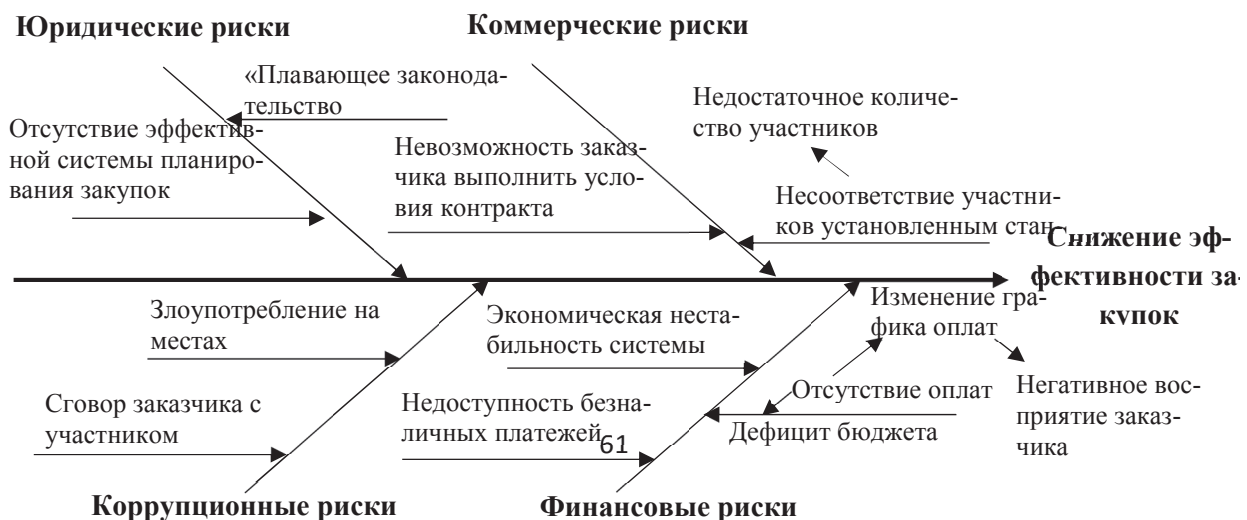 Юридические риски
Коммерческие риски
«Плавающее законода-
тельство
Отсутствие эффектив-
ной системы планиро-
вания закупок
Невозможность заказ-
чика выполнить усло-
вия контракта
Недостаточное количе-
ство участников
Несоответствие участни-
ков установленным стан-
Снижение эф-
фективности за-
купок
Злоупотребление на
местах
Сговор заказчика с
участником
Экономическая неста-
бильность системы
Недоступность безна-
личных платежей
61
Изменение гра-
фика оплат
Отсутствие оплат
Дефицит бюджета
Негативное вос-
приятие заказ-
чика
Коррупционные риски
Финансовые риски